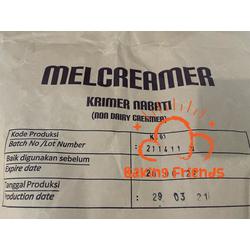 MELCREAMER
KRIMER NABATI
(NON DAIRY CREAMER)
Kode Produksi
Batch No /Lot Number
: 211411
Baking Friends
Baik digunakan sebelum
Expire date
Tanggal Produksi
Production date
: 29 03 21